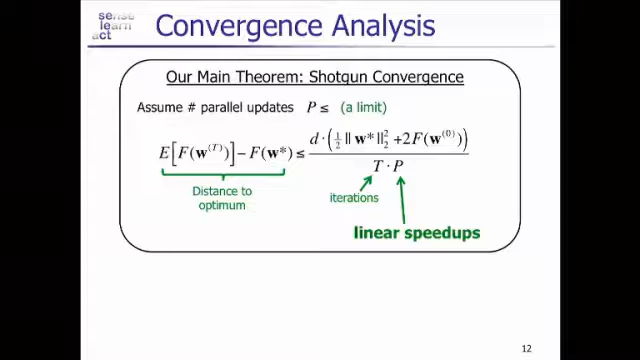 sense
learn
act
Convergence Analysis
Our Main Theorem: Shotgun Convergence
Assume # parallel updates P ≤ (a limit)
E[F(w^(T))] − F(w*) ≤ d · (½ || w* ||₂² + 2F(w^(0))) / T · P
Distance to
optimum
iterations
linear speedups
12